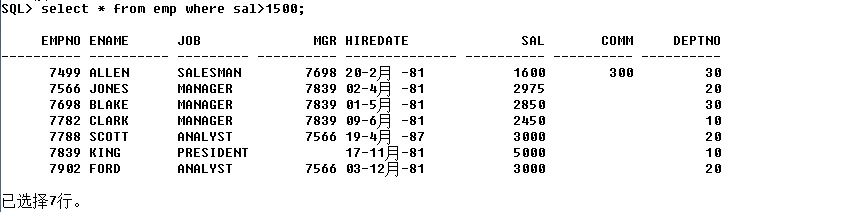 SQL> select * from emp where sal>1500;
EMPNO ENAME JOB MGR HIREDATE SAL COMM DEPTNO
---------- ---------- --------- ---------- -------------- ---------- ---------- ----------
7499 ALLEN SALESMAN 7698 20-2月 -81 1600 300 30
7566 JONES MANAGER 7839 02-4月 -81 2975 20
7698 BLAKE MANAGER 7839 01-5月 -81 2850 30
7782 CLARK MANAGER 7839 09-6月 -81 2450 10
7788 SCOTT ANALYST 7566 19-4月 -87 3000 20
7839 KING PRESIDENT 17-11月-81 5000 10
7902 FORD ANALYST 7566 03-12月-81 3000 20
已选择7行。